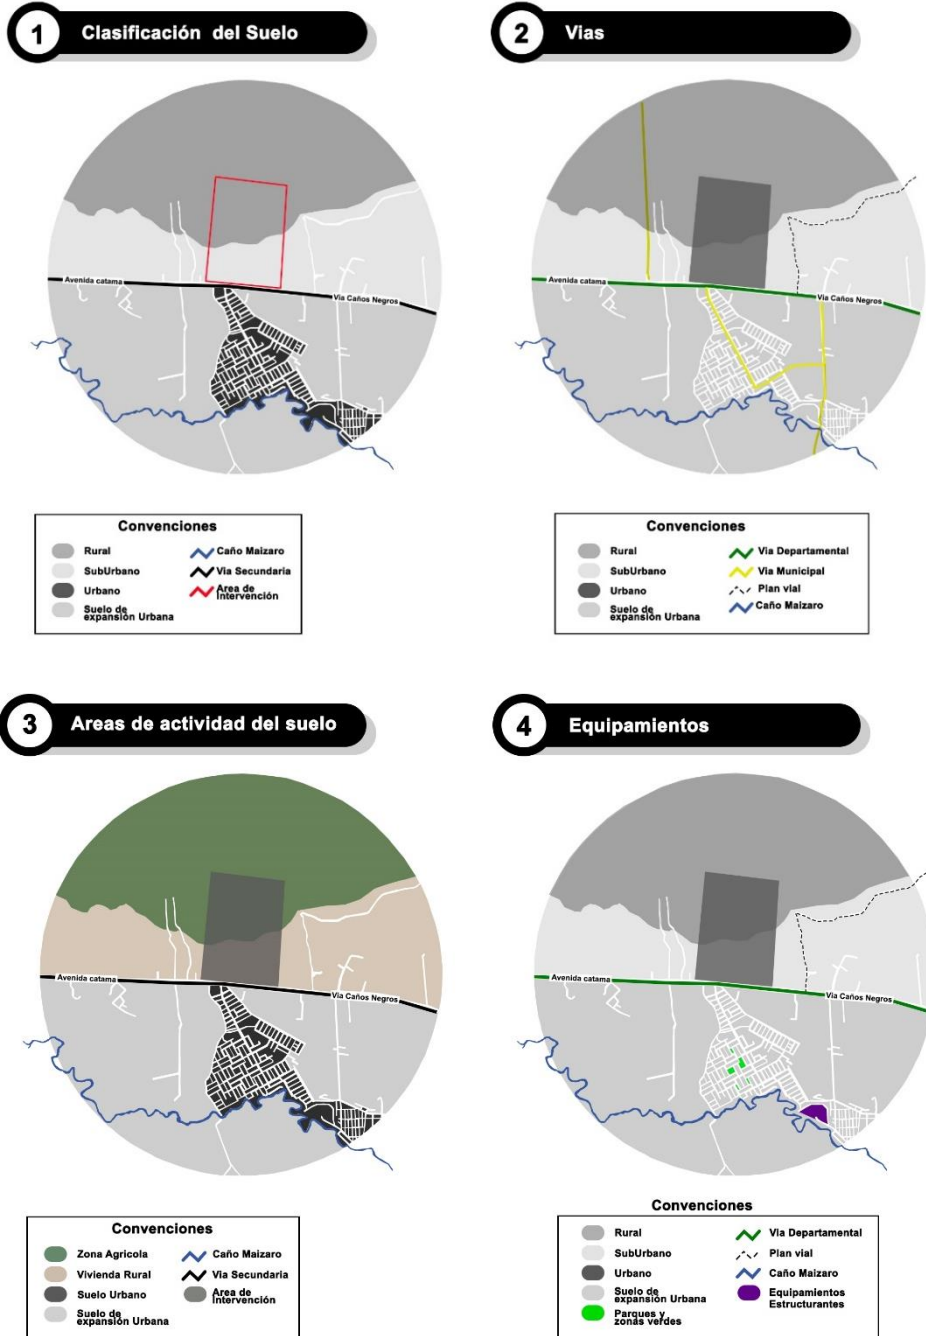 1 Clasificación del Suelo
Avenida catama
Via Caños Negros
Convenciones
Rural
SubUrbano
Urbano
Suelo de
expansión Urbana
Caño Maizaro
Via Secundaria
Area de
Intervención
2 Vias
Avenida catama
Via Caños Negros
Convenciones
Rural
SubUrbano
Urbano
Suelo de
expansión Urbana
Via Departamental
Via Municipal
Plan vial
Caño Maizaro
3 Areas de actividad del suelo
Avenida catama
Via Caños Negros
Convenciones
Zona Agricola
Vivienda Rural
Suelo Urbano
Suelo de
expansión Urbana
Caño Maizaro
Via Secundaria
Area de
Intervención
4 Equipamientos
Avenida catama
Via Caños Negros
Convenciones
Rural
SubUrbano
Urbano
Suelo de
expansión Urbana
Parques y
zonas verdes
Via Departamental
Plan vial
Caño Maizaro
Equipamientos
Estructurantes